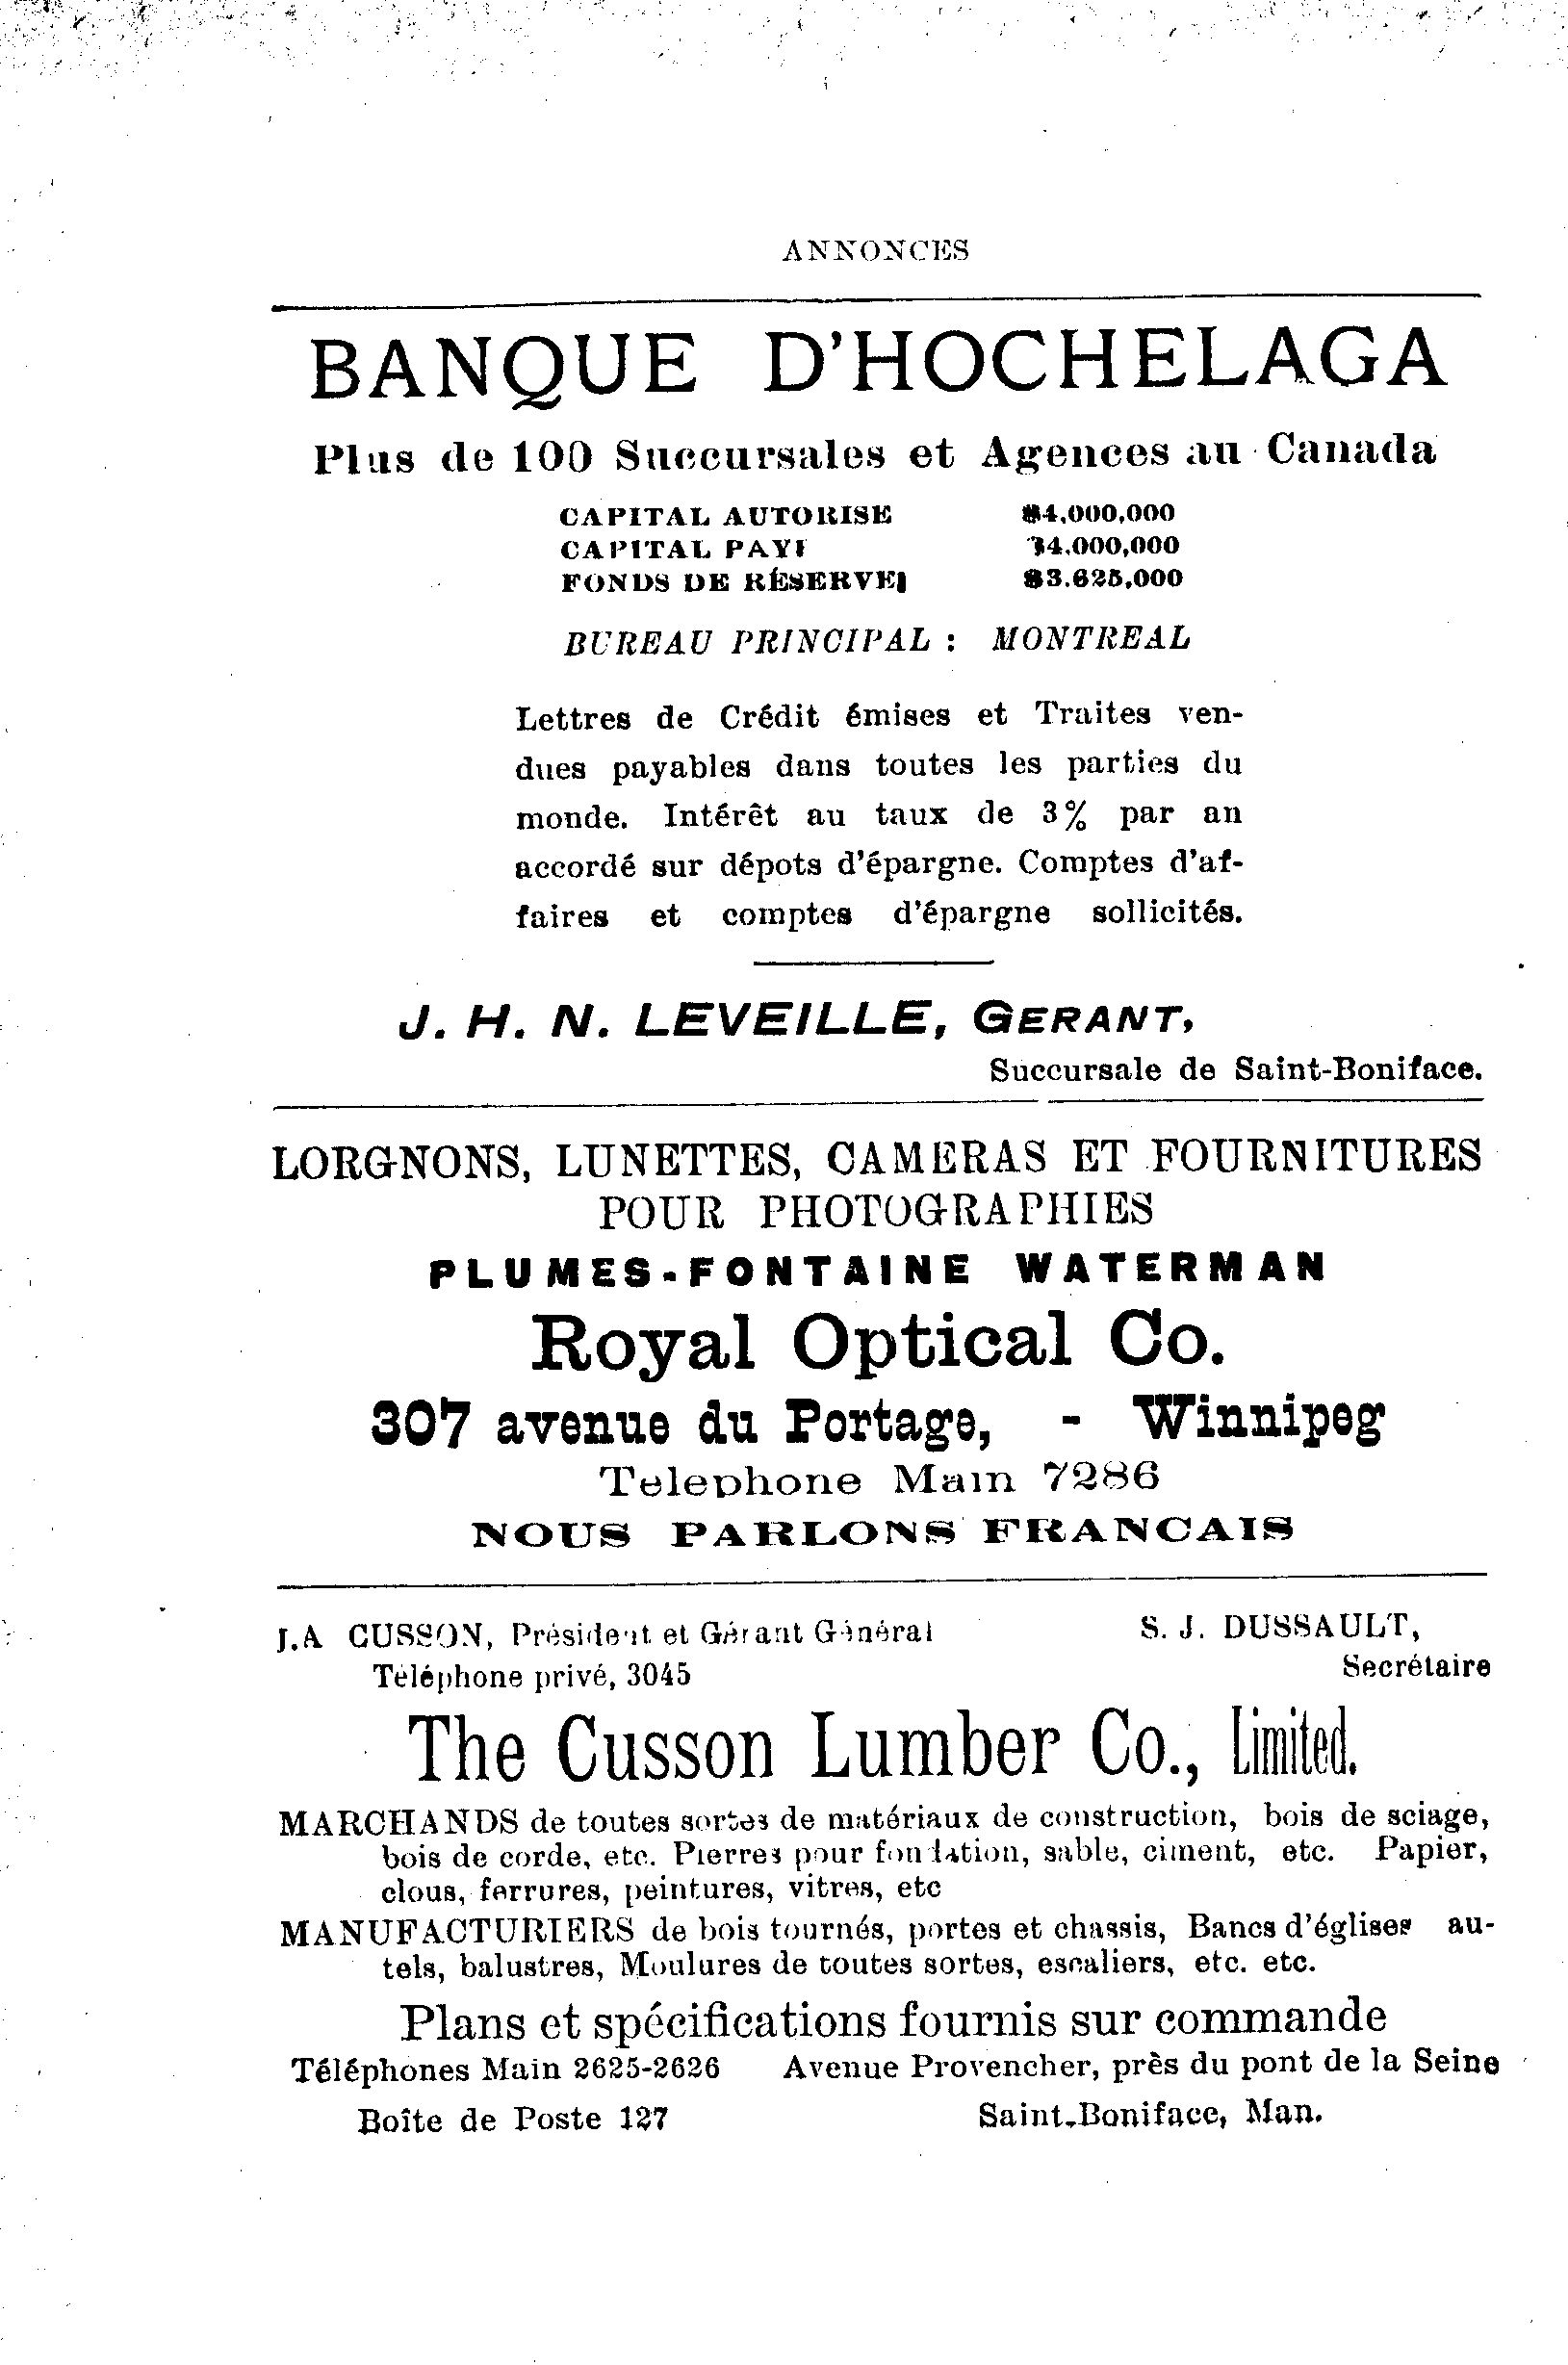 ANNONCES
BANQUE D'HOCHELAGA
Plus de 100 Succursales et Agences au Canada
CAPITAL AUTORISE $4,000,000
CAPITAL PAYE $4,000,000
FONDS DE RÉSERVE $3,625,000
BUREAU PRINCIPAL : MONTREAL
Lettres de Crédit émises et Traites ven-
dues payables dans toutes les parties du
monde. Intérêt au taux de 3% par an
accordé sur dépots d'épargne. Comptes d'af-
faires et comptes d'épargne sollicités.
J. H. N. LEVEILLE, GERANT,
Succursale de Saint-Boniface.
LORGNONS, LUNETTES, CAMERAS ET FOURNITURES
POUR PHOTOGRAPHIES
PLUMES-FONTAINE WATERMAN
Royal Optical Co.
307 avenue du Portage, - Winnipeg
Telephone Main 7286
NOUS PARLONS FRANCAIS
J.A CUSSON, Président et Gérant Général S. J. DUSSAULT,
Téléphone privé, 3045 Secrétaire
The Cusson Lumber Co., Limited.
MARCHANDS de toutes sortes de matériaux de construction, bois de sciage,
bois de corde, etc. Pierres pour fondation, sable, ciment, etc. Papier,
clous, ferrures, peintures, vitres, etc
MANUFACTURIERS de bois tournés, portes et chassis, Bancs d'églises au-
tels, balustres, Moulures de toutes sortes, escaliers, etc. etc.
Plans et spécifications fournis sur commande
Téléphones Main 2625-2626 Avenue Provencher, près du pont de la Seine
Boîte de Poste 127 Saint-Boniface, Man.